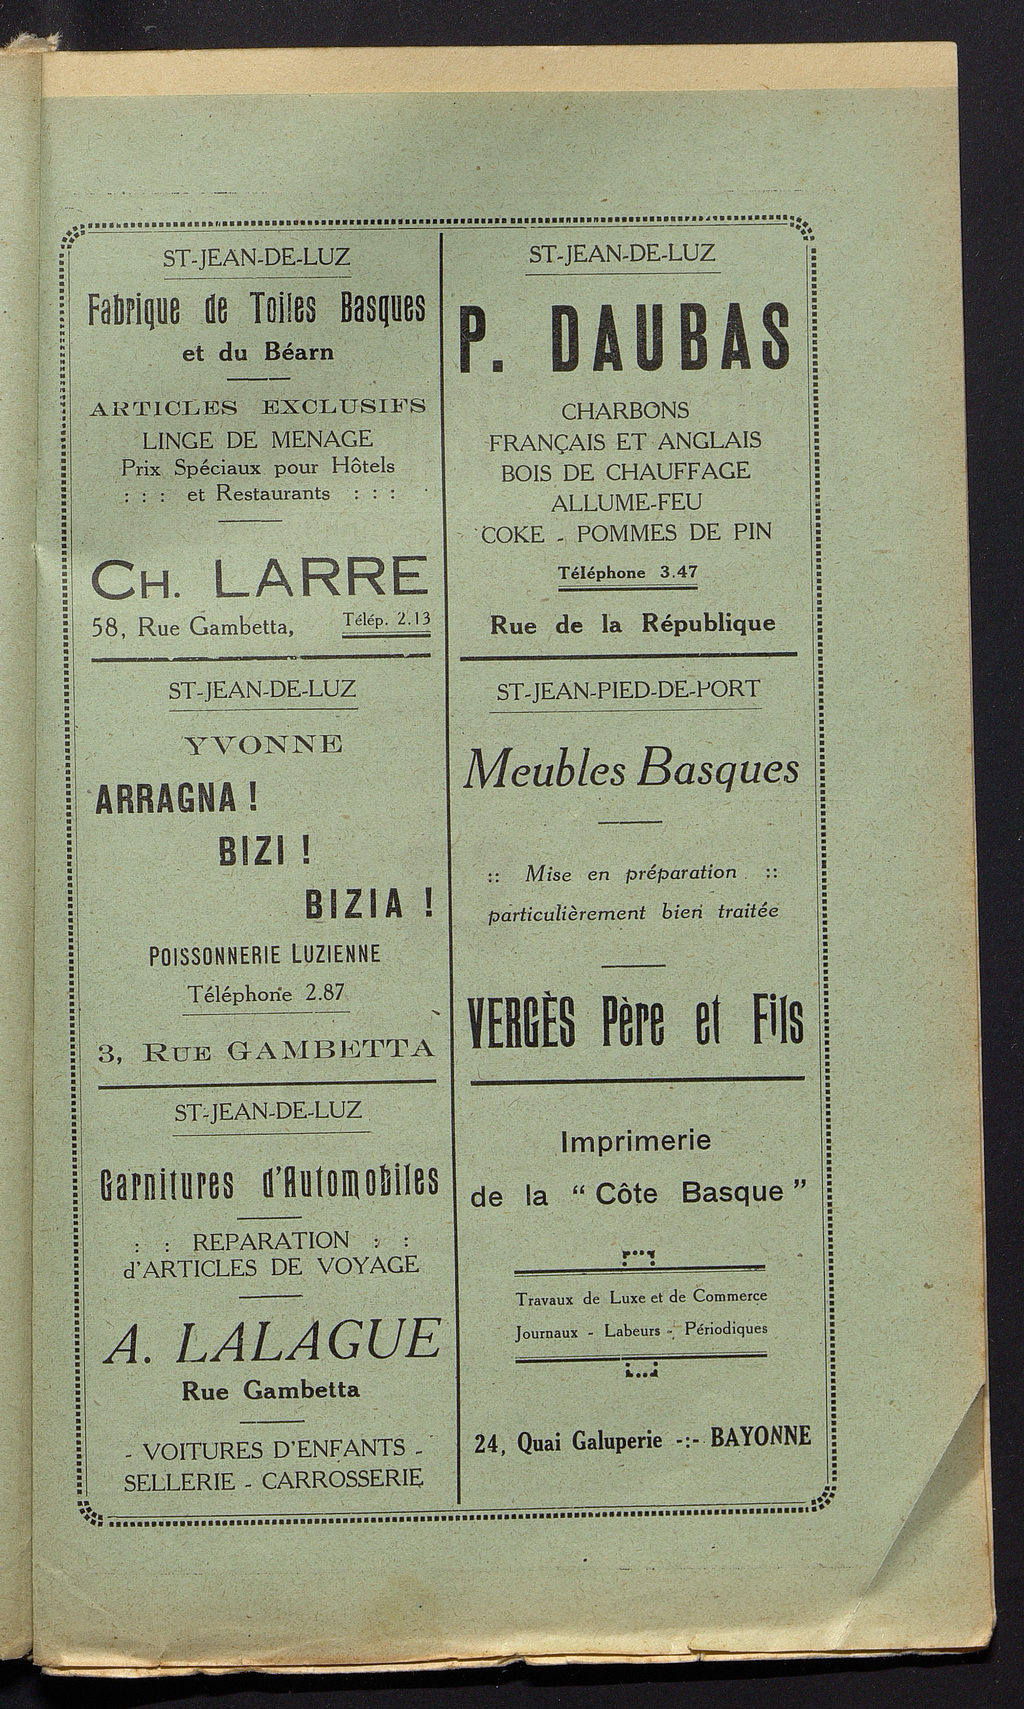 ST-JEAN-DE-LUZ
Fabrique de Toiles Basques
et du Béarn
ARTICLES EXCLUSIFS
LINGE DE MENAGE
Prix Spéciaux pour Hôtels
: : : et Restaurants : : :
CH. LARRE
58, Rue Gambetta, Télép. 2.13
ST-JEAN-DE-LUZ
YVONNE
ARRAGNA !
BIZI !
BIZIA !
POISSONNERIE LUZIENNE
Téléphone 2.87
3, RUE GAMBETTA
ST-JEAN-DE-LUZ
Garnitures d'Automobiles
: : REPARATION : :
d'ARTICLES DE VOYAGE
A. LALAGUE
Rue Gambetta
- VOITURES D'ENFANTS -
SELLERIE - CARROSSERIE
ST-JEAN-DE-LUZ
P. DAUBAS
CHARBONS
FRANÇAIS ET ANGLAIS
BOIS DE CHAUFFAGE
ALLUME-FEU
COKE - POMMES DE PIN
Téléphone 3.47
Rue de la République
ST-JEAN-PIED-DE-PORT
Meubles Basques
:: Mise en préparation ::
particulièrement bien traitée
VERGÈS Père et Fils
Imprimerie
de la “ Côte Basque ”
Travaux de Luxe et de Commerce
Journaux - Labeurs - Périodiques
24, Quai Galuperie -:- BAYONNE